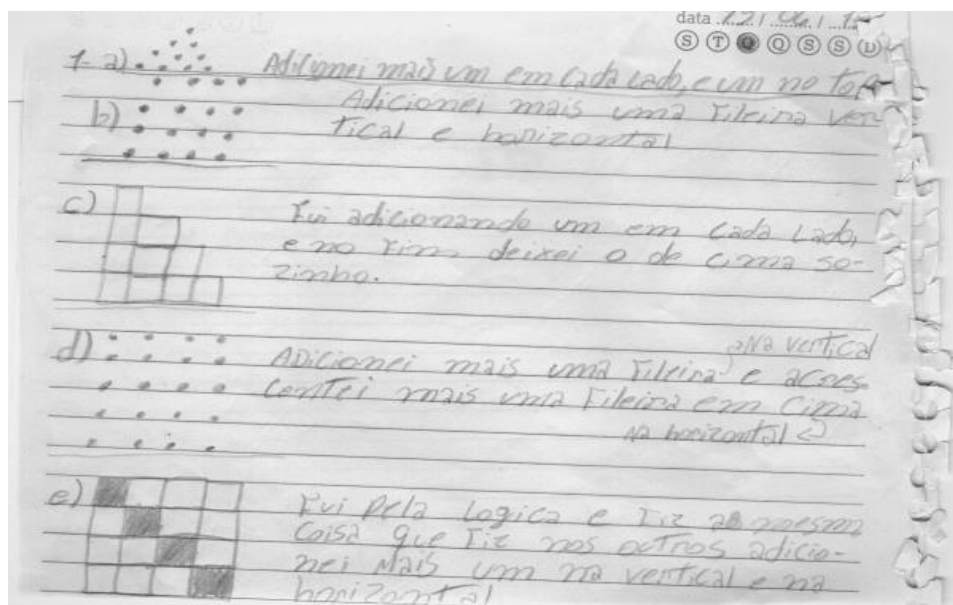 data 22/06/1
S T Q Q S S D
1- a) Adicionei mais um em cada lado, e um no topo
b) Adicionei mais uma fileira ver
tical e horizontal
c) Fui adicionando um em cada lado,
e no fim deixei o de cima so-
zinho.
Na vertical
d) Adicionei mais uma fileira e acres-
centei mais uma fileira em cima
na horizontal
e) Fui pela logica e fiz a mesma
coisa que fiz nos outros adicio-
nei mais um na vertical e na
horizontal